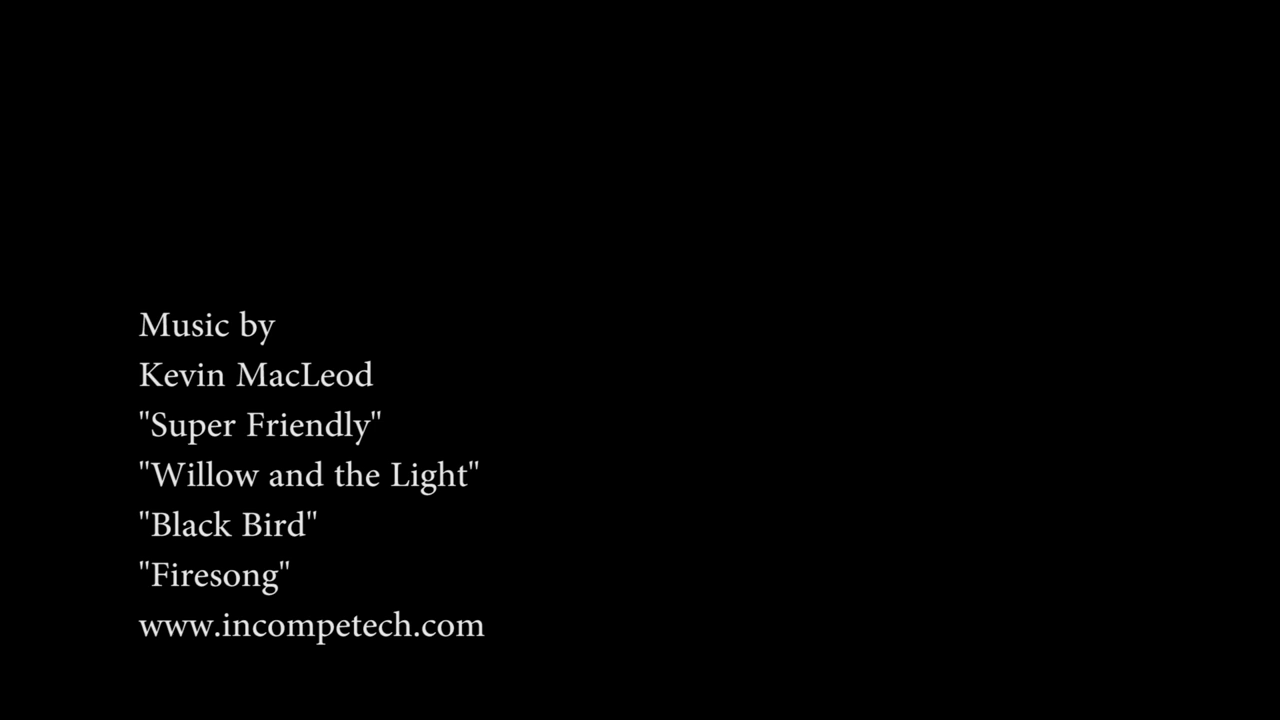 Music by
Kevin MacLeod
"Super Friendly"
"Willow and the Light"
"Black Bird"
"Firesong"
www.incompetech.com